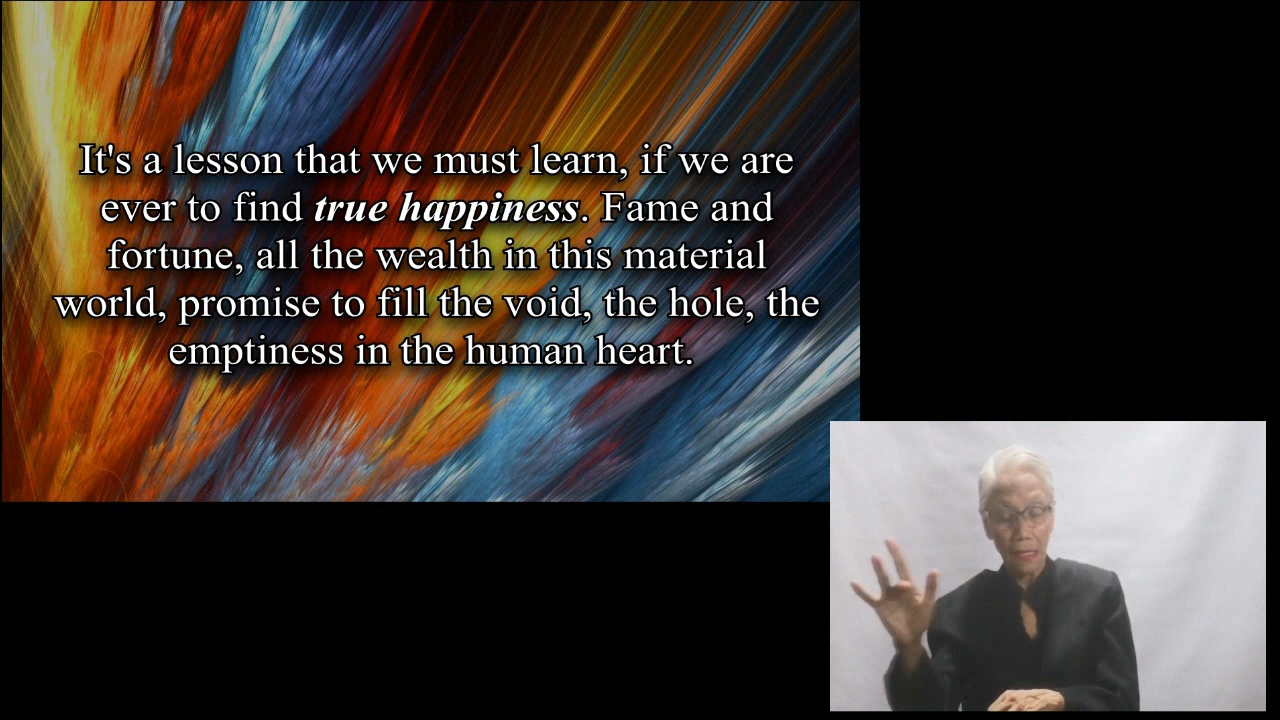 It's a lesson that we must learn, if we are
ever to find true happiness. Fame and
fortune, all the wealth in this material
world, promise to fill the void, the hole, the
emptiness in the human heart.